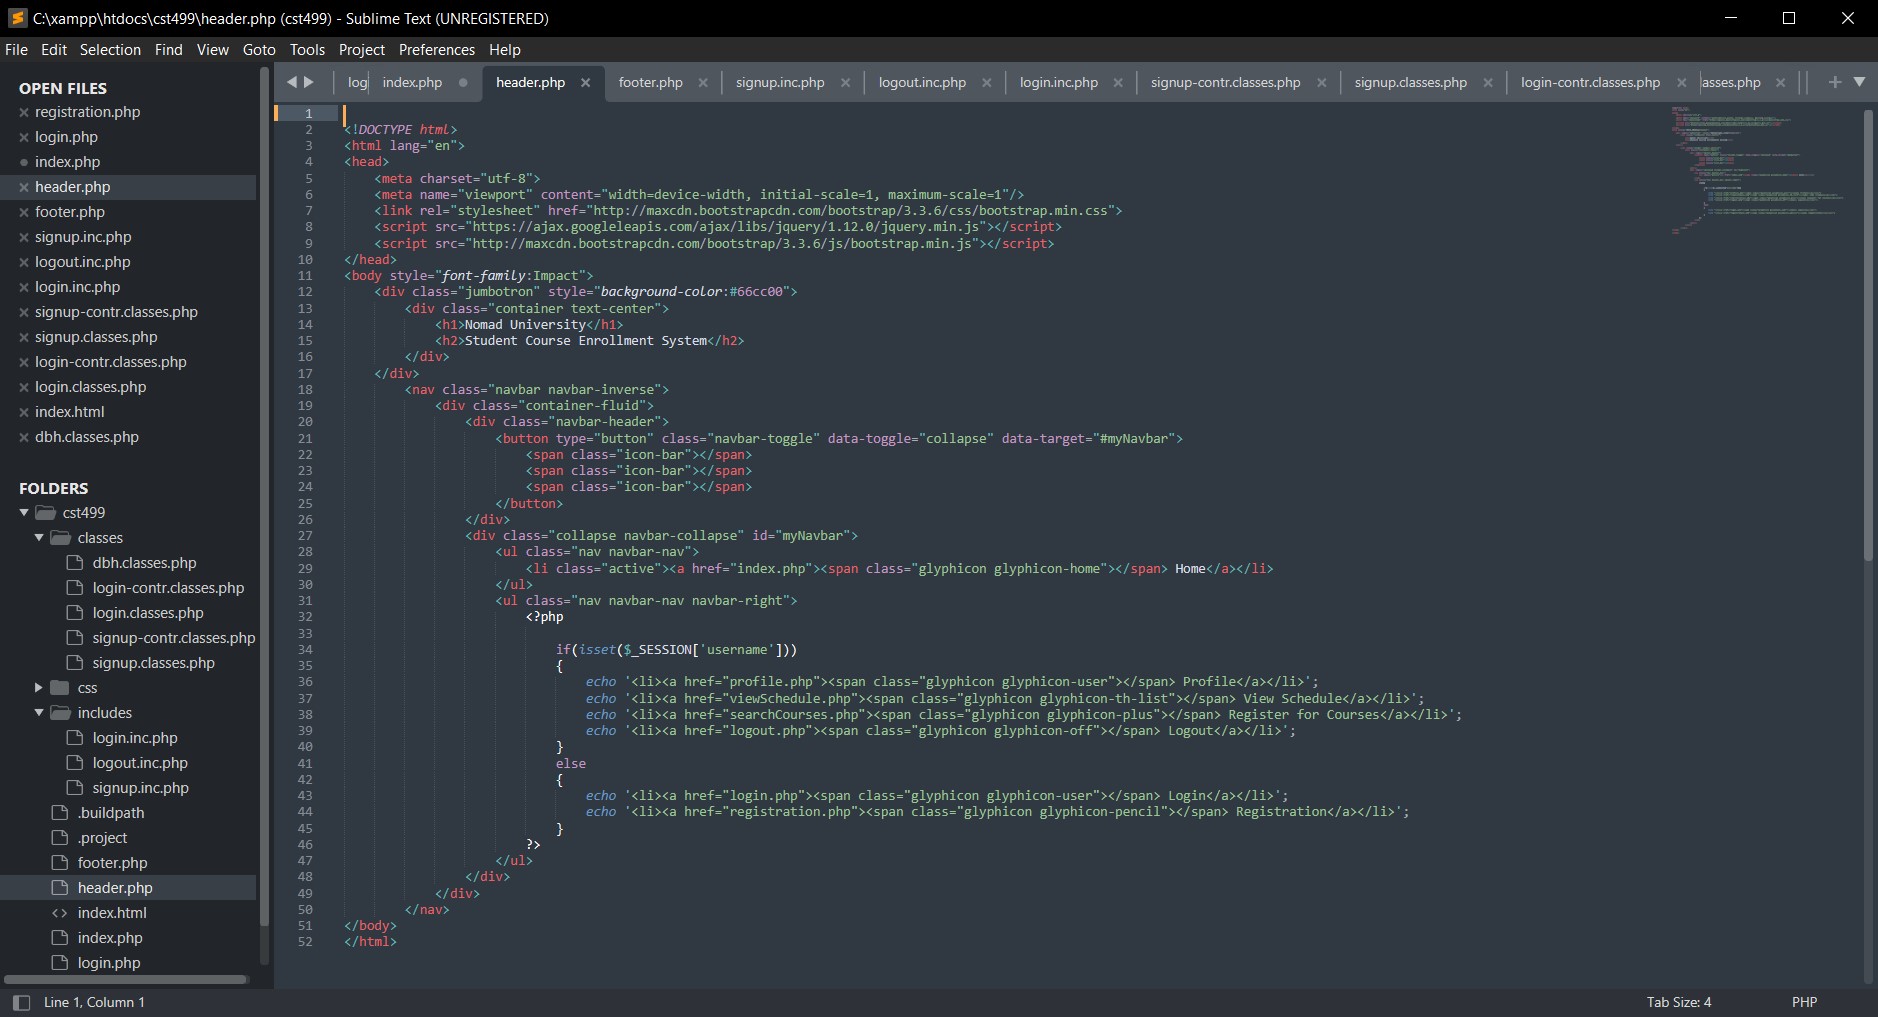 C:\xampp\htdocs\cst499\header.php (cst499) - Sublime Text (UNREGISTERED)
File Edit Selection Find View Goto Tools Project Preferences Help
OPEN FILES
registration.php
login.php
index.php
header.php
footer.php
signup.inc.php
logout.inc.php
login.inc.php
signup-contr.classes.php
signup.classes.php
login-contr.classes.php
login.classes.php
index.html
dbh.classes.php
FOLDERS
cst499
classes
dbh.classes.php
login-contr.classes.php
login.classes.php
signup-contr.classes.php
signup.classes.php
css
includes
login.inc.php
logout.inc.php
signup.inc.php
.buildpath
.project
footer.php
header.php
index.html
index.php
login.php
log index.php header.php footer.php signup.inc.php logout.inc.php login.inc.php signup-contr.classes.php signup.classes.php login-contr.classes.php asses.php
1
2 <!DOCTYPE html>
3 <html lang="en">
4 <head>
5 <meta charset="utf-8">
6 <meta name="viewport" content="width=device-width, initial-scale=1, maximum-scale=1"/>
7 <link rel="stylesheet" href="http://maxcdn.bootstrapcdn.com/bootstrap/3.3.6/css/bootstrap.min.css">
8 <script src="https://ajax.googleleapis.com/ajax/libs/jquery/1.12.0/jquery.min.js"></script>
9 <script src="http://maxcdn.bootstrapcdn.com/bootstrap/3.3.6/js/bootstrap.min.js"></script>
10 </head>
11 <body style="font-family:Impact">
12 <div class="jumbotron" style="background-color:#66cc00">
13 <div class="container text-center">
14 <h1>Nomad University</h1>
15 <h2>Student Course Enrollment System</h2>
16 </div>
17 </div>
18 <nav class="navbar navbar-inverse">
19 <div class="container-fluid">
20 <div class="navbar-header">
21 <button type="button" class="navbar-toggle" data-toggle="collapse" data-target="#myNavbar">
22 <span class="icon-bar"></span>
23 <span class="icon-bar"></span>
24 <span class="icon-bar"></span>
25 </button>
26 </div>
27 <div class="collapse navbar-collapse" id="myNavbar">
28 <ul class="nav navbar-nav">
29 <li class="active"><a href="index.php"><span class="glyphicon glyphicon-home"></span> Home</a></li>
30 </ul>
31 <ul class="nav navbar-nav navbar-right">
32 <?php
33
34 if(isset($_SESSION['username']))
35 {
36 echo '<li><a href="profile.php"><span class="glyphicon glyphicon-user"></span> Profile</a></li>';
37 echo '<li><a href="viewSchedule.php"><span class="glyphicon glyphicon-th-list"></span> View Schedule</a></li>';
38 echo '<li><a href="searchCourses.php"><span class="glyphicon glyphicon-plus"></span> Register for Courses</a></li>';
39 echo '<li><a href="logout.php"><span class="glyphicon glyphicon-off"></span> Logout</a></li>';
40 }
41 else
42 {
43 echo '<li><a href="login.php"><span class="glyphicon glyphicon-user"></span> Login</a></li>';
44 echo '<li><a href="registration.php"><span class="glyphicon glyphicon-pencil"></span> Registration</a></li>';
45 }
46 ?>
47 </ul>
48 </div>
49 </div>
50 </nav>
51 </body>
52 </html>
Line 1, Column 1
Tab Size: 4 PHP